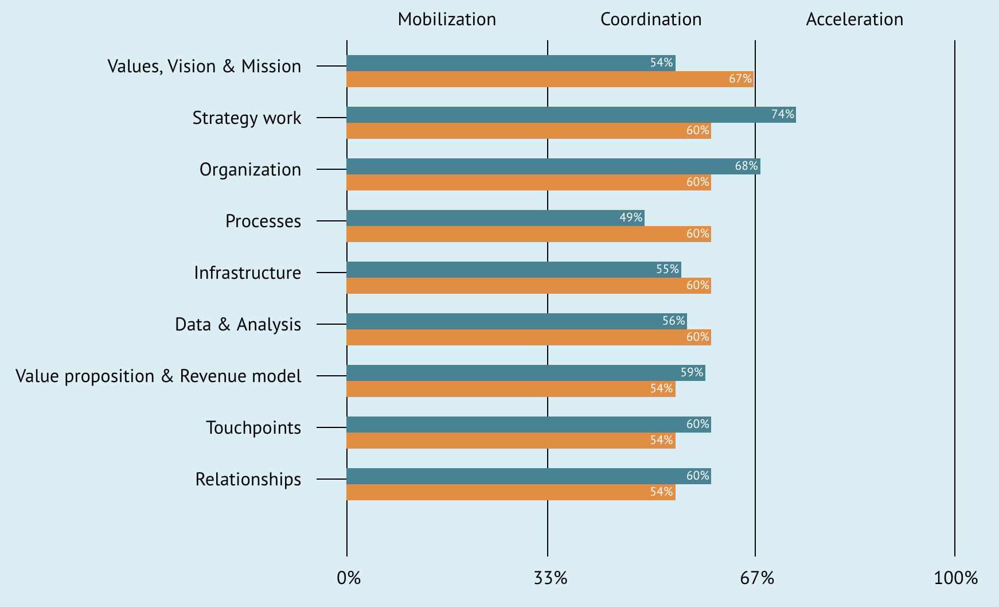 Mobilization Coordination Acceleration
Values, Vision & Mission 54%
67%
Strategy work 74%
60%
Organization 68%
60%
Processes 49%
60%
Infrastructure 55%
60%
Data & Analysis 56%
60%
Value proposition & Revenue model 59%
54%
Touchpoints 60%
54%
Relationships 60%
54%
0% 33% 67% 100%